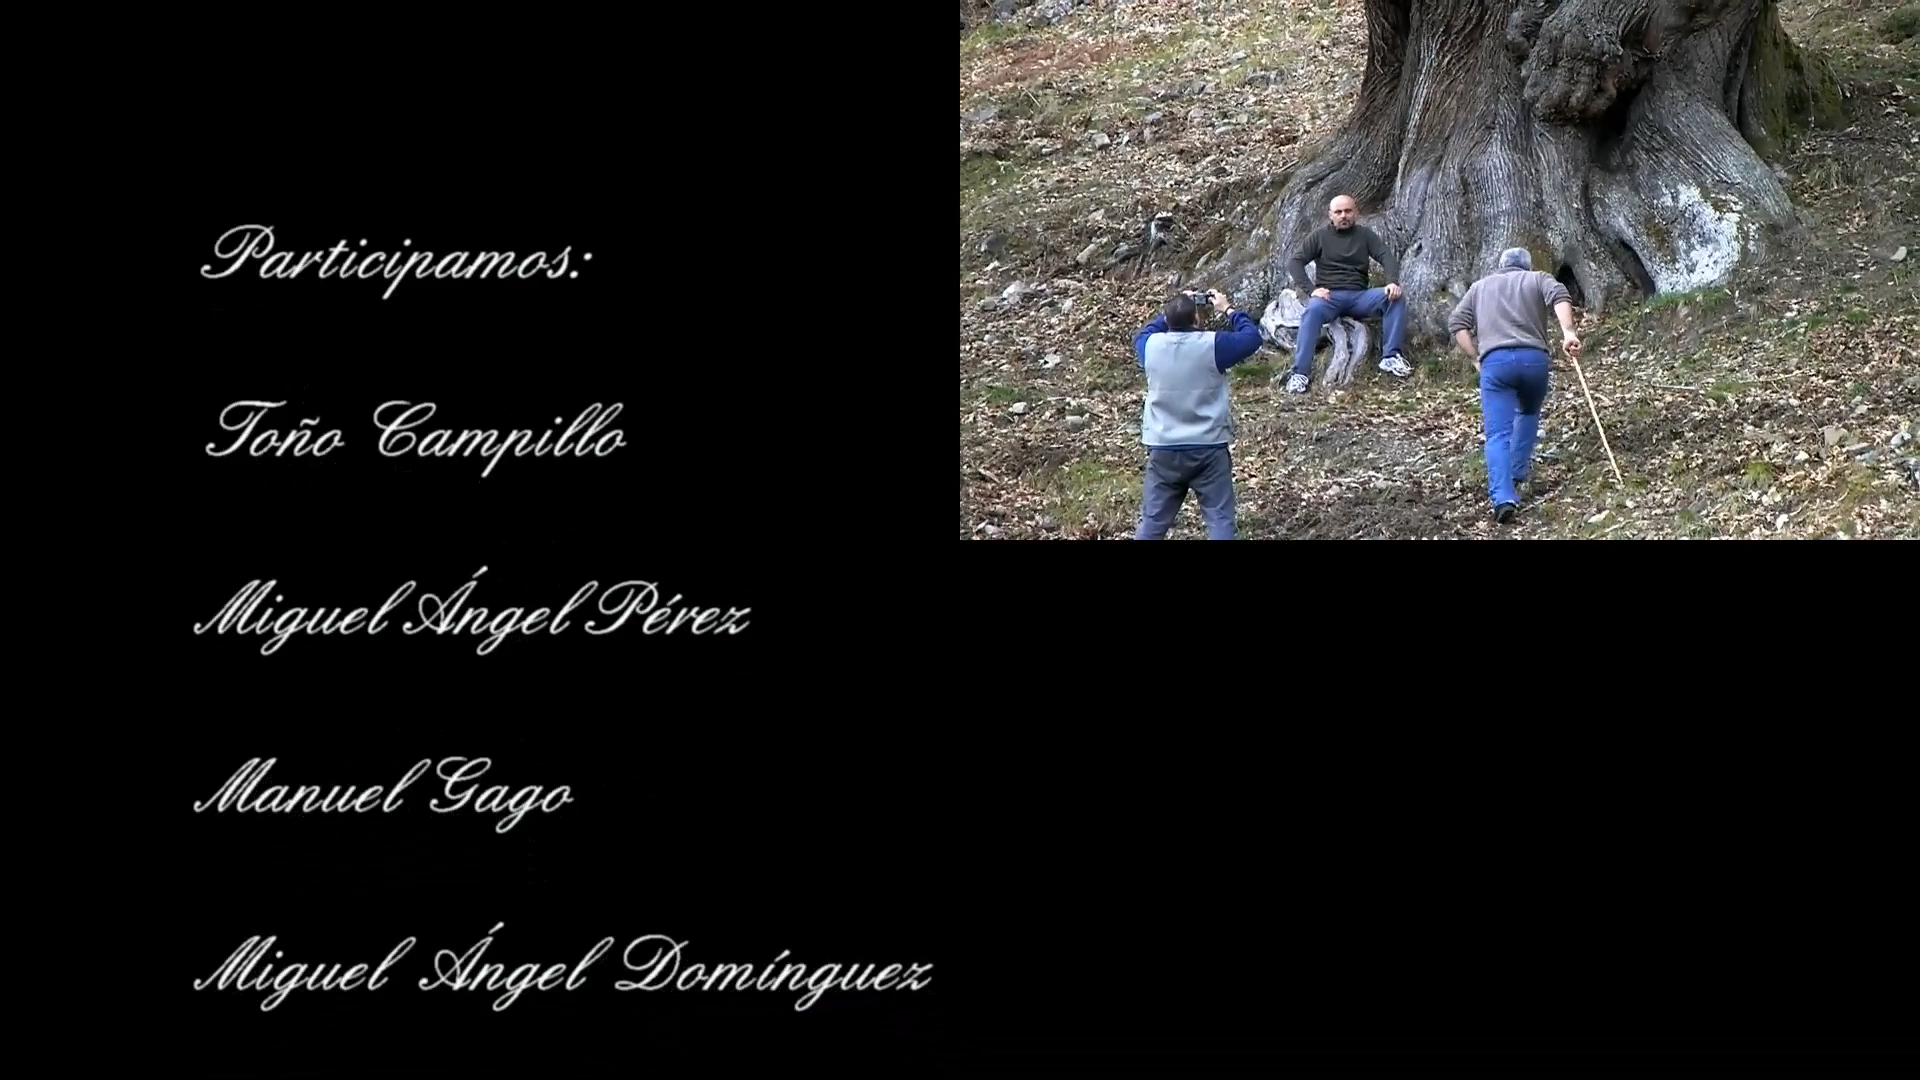 Participamos:
Toño Campillo
Miguel Ángel Pérez
Manuel Gago
Miguel Ángel Domínguez